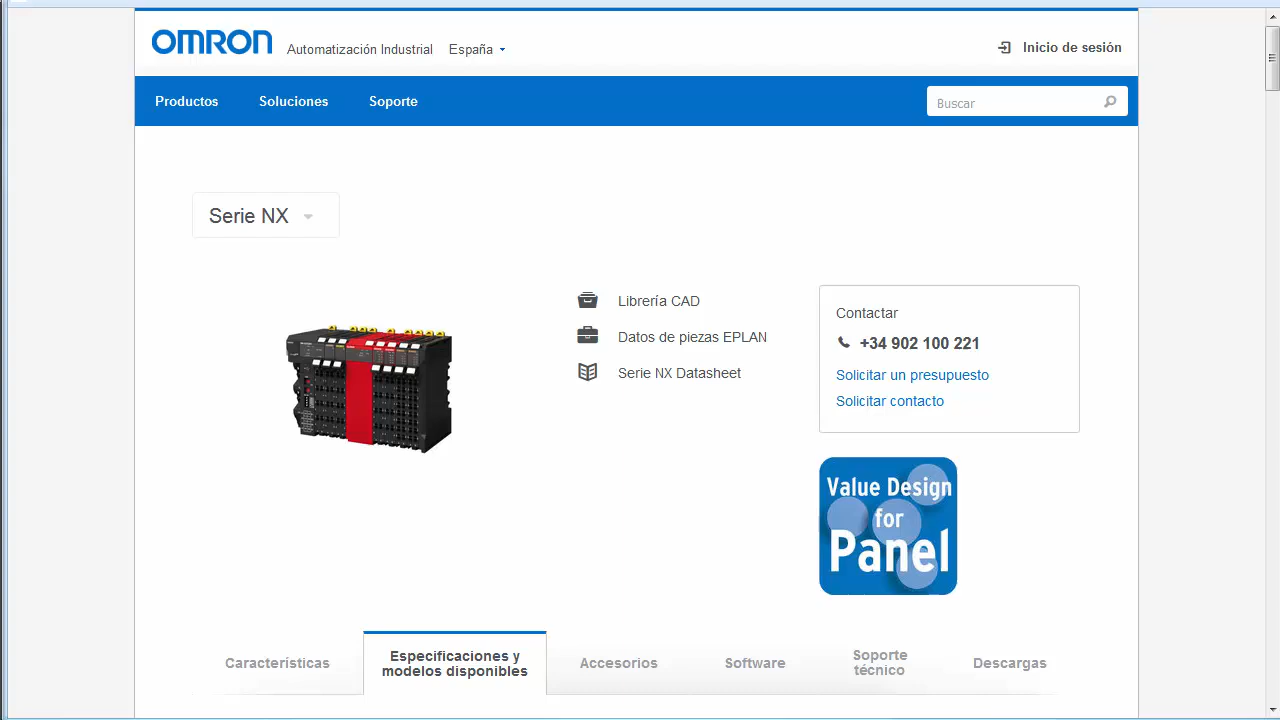 OMRON
Automatización Industrial
España
Inicio de sesión
Productos
Soluciones
Soporte
Buscar
Serie NX
Librería CAD
Datos de piezas EPLAN
Serie NX Datasheet
Contactar
+34 902 100 221
Solicitar un presupuesto
Solicitar contacto
Value Design
for
Panel
Características
Especificaciones y
modelos disponibles
Accesorios
Software
Soporte
técnico
Descargas